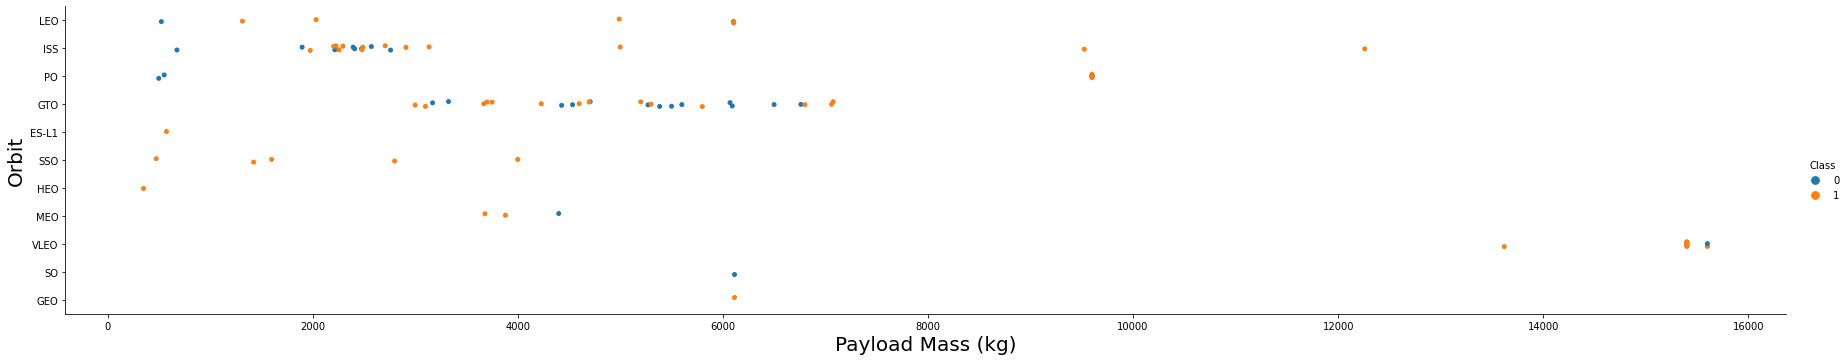 LEO
ISS
PO
GTO
ES-L1
SSO
HEO
MEO
VLEO
SO
GEO
Orbit
0 2000 4000 6000 8000 10000 12000 14000 16000
Payload Mass (kg)
Class
0
1